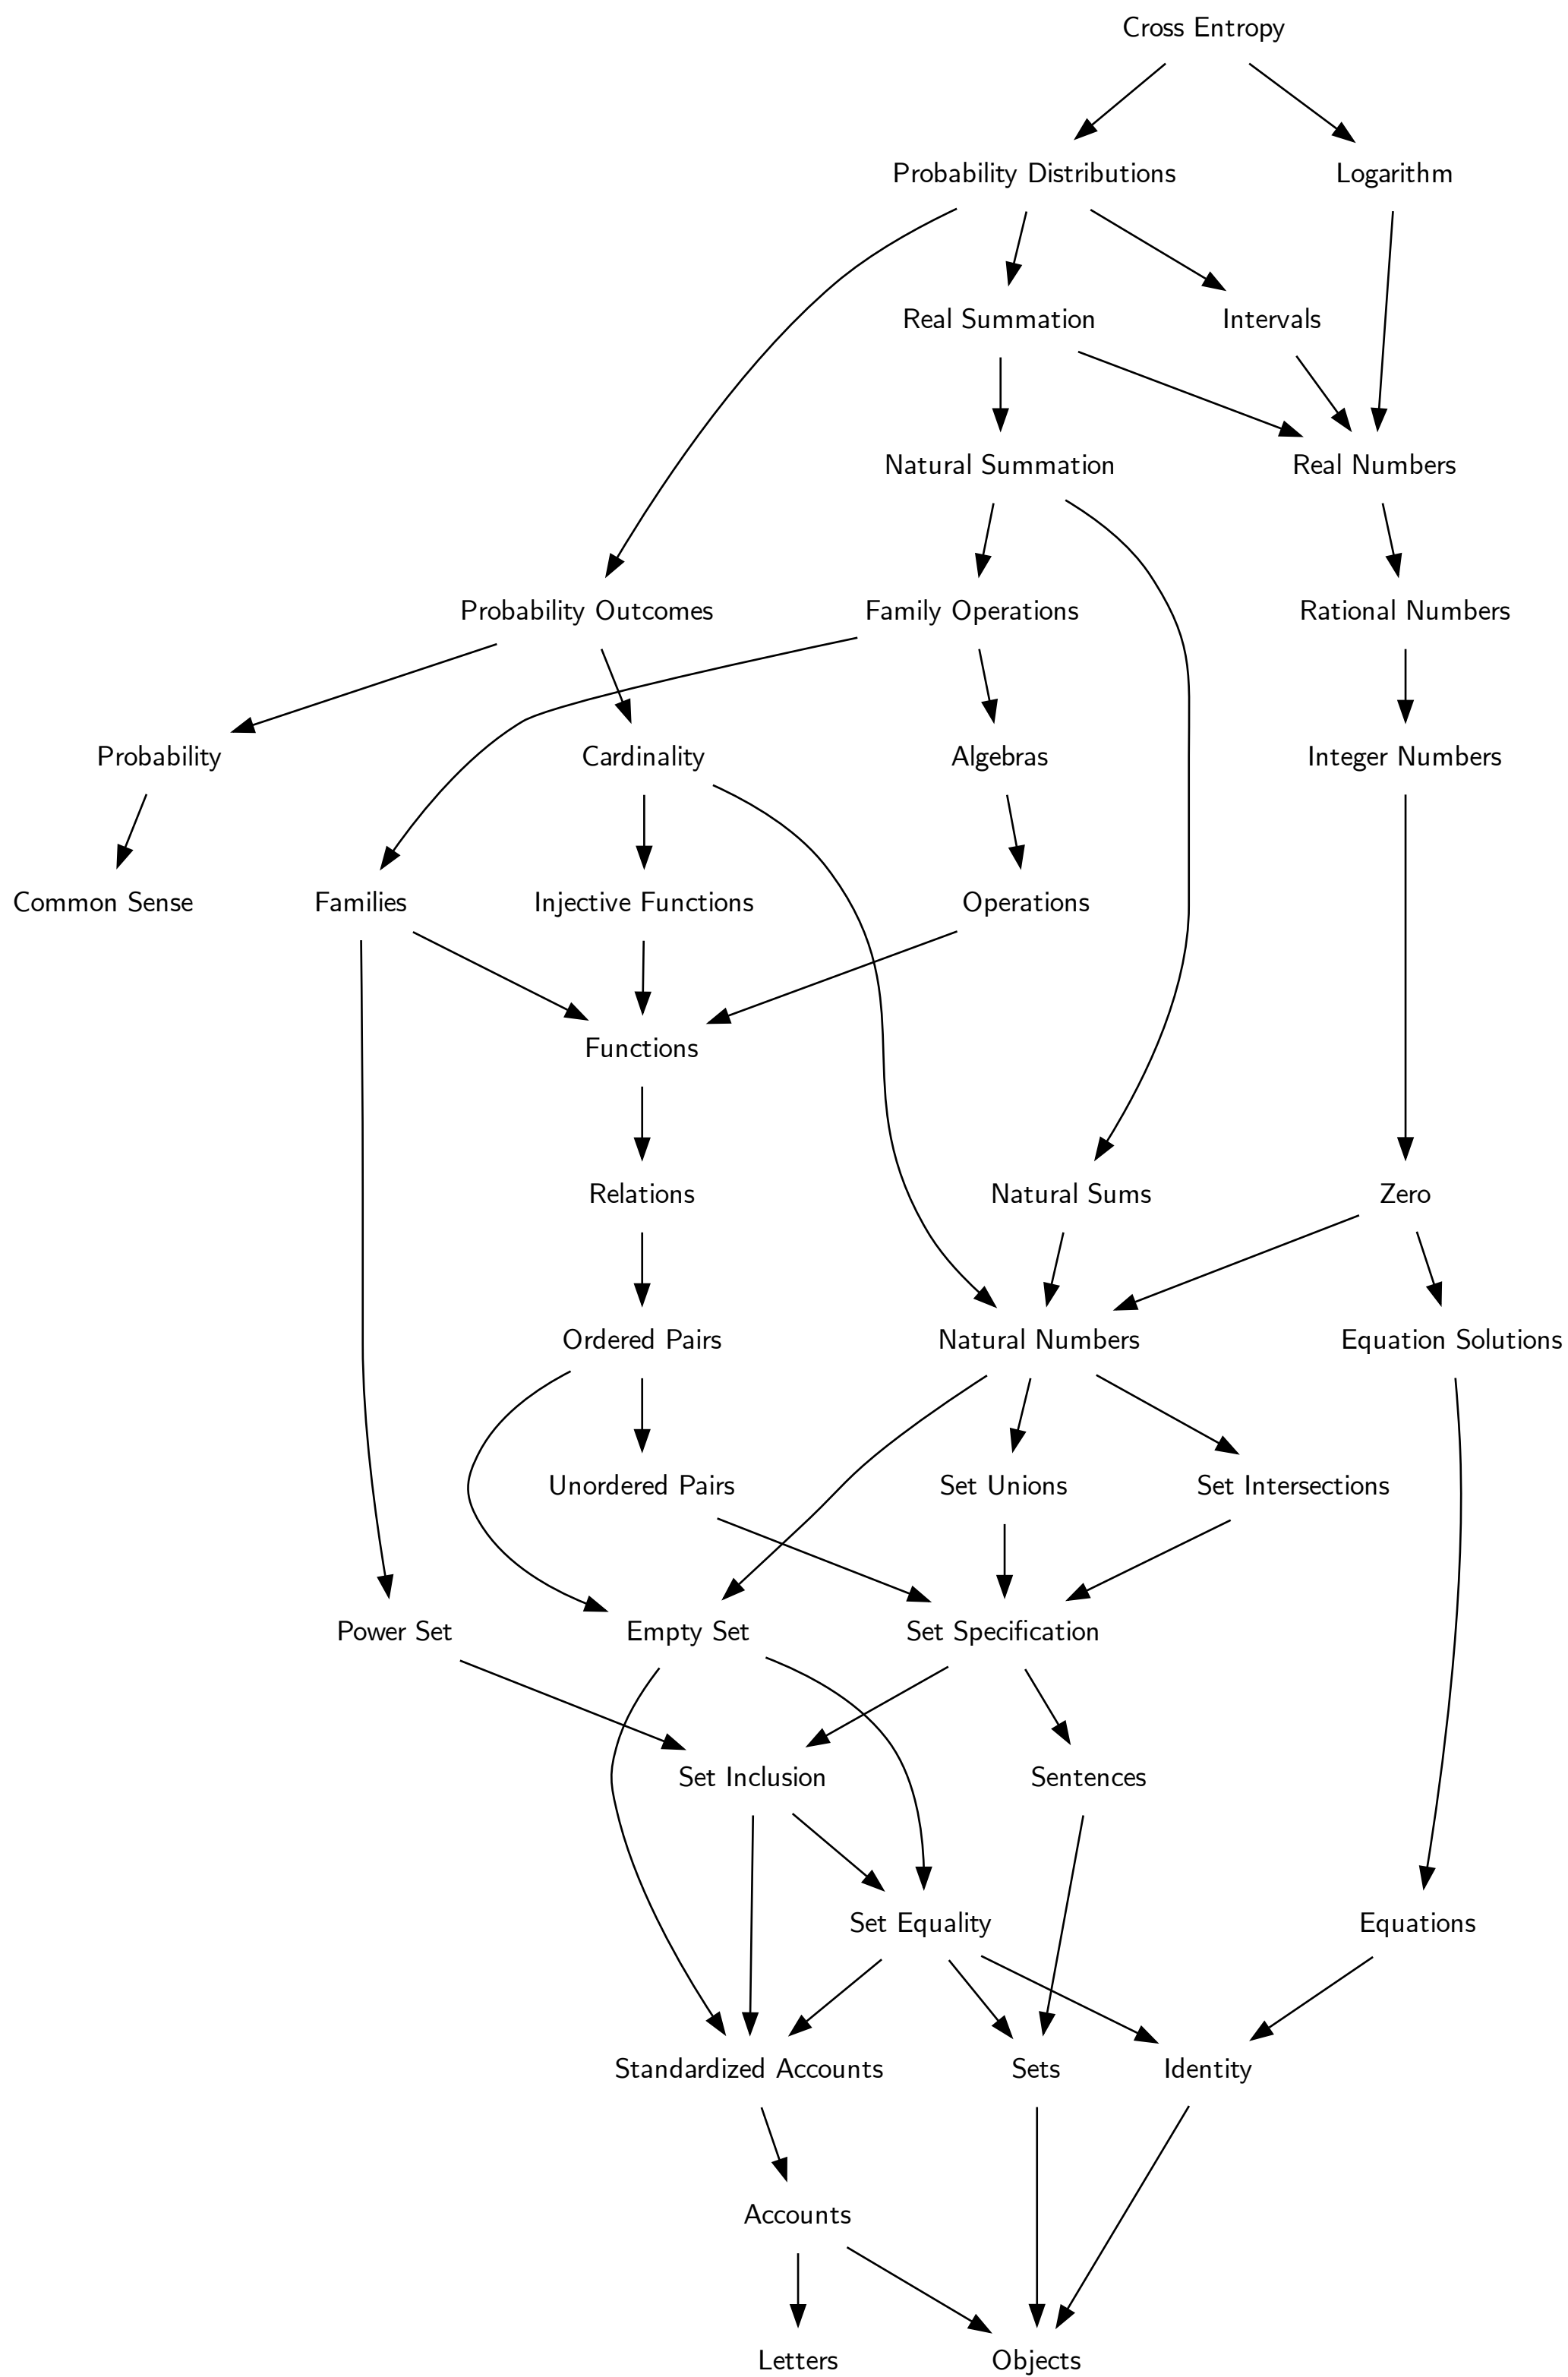 Cross Entropy
Probability Distributions
Logarithm
Real Summation
Intervals
Natural Summation
Real Numbers
Probability Outcomes
Family Operations
Rational Numbers
Probability
Cardinality
Algebras
Integer Numbers
Common Sense
Families
Injective Functions
Operations
Functions
Relations
Natural Sums
Zero
Ordered Pairs
Natural Numbers
Equation Solutions
Unordered Pairs
Set Unions
Set Intersections
Power Set
Empty Set
Set Specification
Set Inclusion
Sentences
Set Equality
Equations
Standardized Accounts
Sets
Identity
Accounts
Letters
Objects